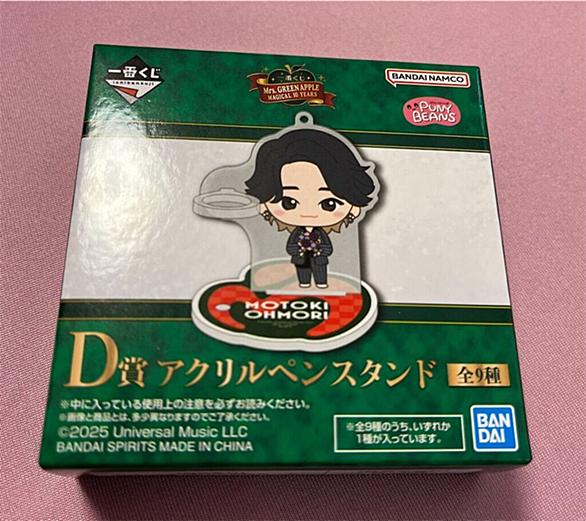 一番くじ
ichibankuji
一番くじ
Mrs. GREEN APPLE
MAGICAL 10 YEARS
BANDAI NAMCO
PUNY
BEANS
MOTOKI
OHMORI
D賞 アクリルペンスタンド 全9種
※中に入っている使用上の注意を必ずお読みください。
※画像と商品とは、多少異なりますのでご了承ください。
©2025 Universal Music LLC
BANDAI SPIRITS MADE IN CHINA
※全9種のうち、いずれか
1種が入っています。
BAN
DAI